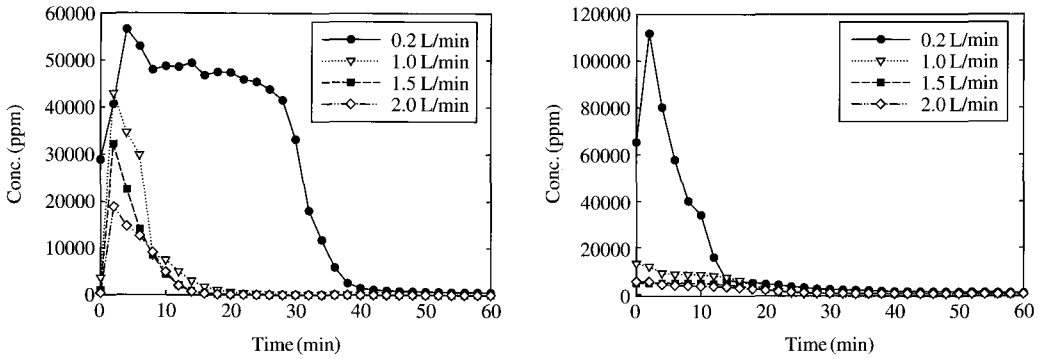 60000
50000
40000
30000
20000
10000
0
Conc. (ppm)
0 10 20 30 40 50 60
Time (min)
0.2 L/min
1.0 L/min
1.5 L/min
2.0 L/min
120000
100000
80000
60000
40000
20000
0
Conc. (ppm)
0 10 20 30 40 50 60
Time (min)
0.2 L/min
1.0 L/min
1.5 L/min
2.0 L/min